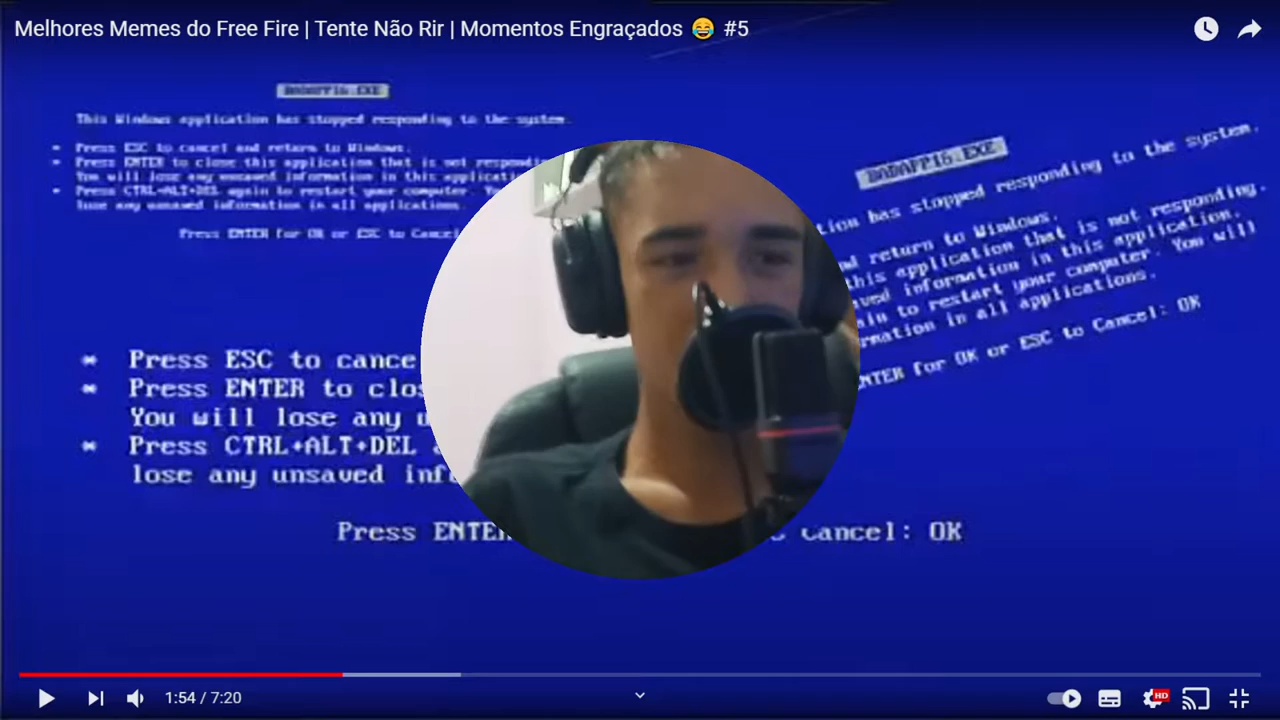 Melhores Memes do Free Fire | Tente Não Rir | Momentos Engraçados 😂 #5
BADAPP16.EXE
This Windows application has stopped responding to the system.
* Press ESC to cancel and return to Windows.
* Press ENTER to close this application that is not respondin
You will lose any unsaved information in this applicatio
* Press CTRL+ALT+DEL again to restart your computer. Yo
lose any unsaved information in all applications.
Press ENTER for OK or ESC to Cancel
BADAPP16.EXE
tion has stopped responding to the system.
nd return to Windows.
this application that is not responding.
ved information in this application.
ain to restart your computer. You will
rmation in all applications.
NTER for OK or ESC to Cancel: OK
* Press ESC to cance
* Press ENTER to clos
You will lose any u
* Press CTRL+ALT+DEL a
lose any unsaved info
Press ENTER Cancel: OK
1:54 / 7:20
HD